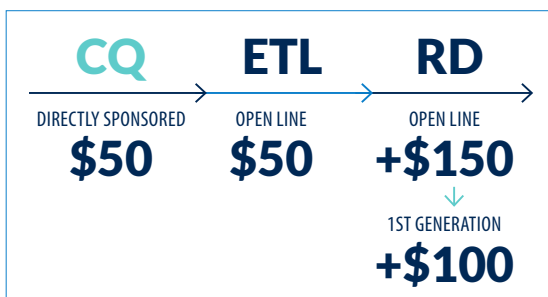 CQ ETL RD
DIRECTLY SPONSORED OPEN LINE OPEN LINE
$50 $50 +$150
1ST GENERATION
+$100